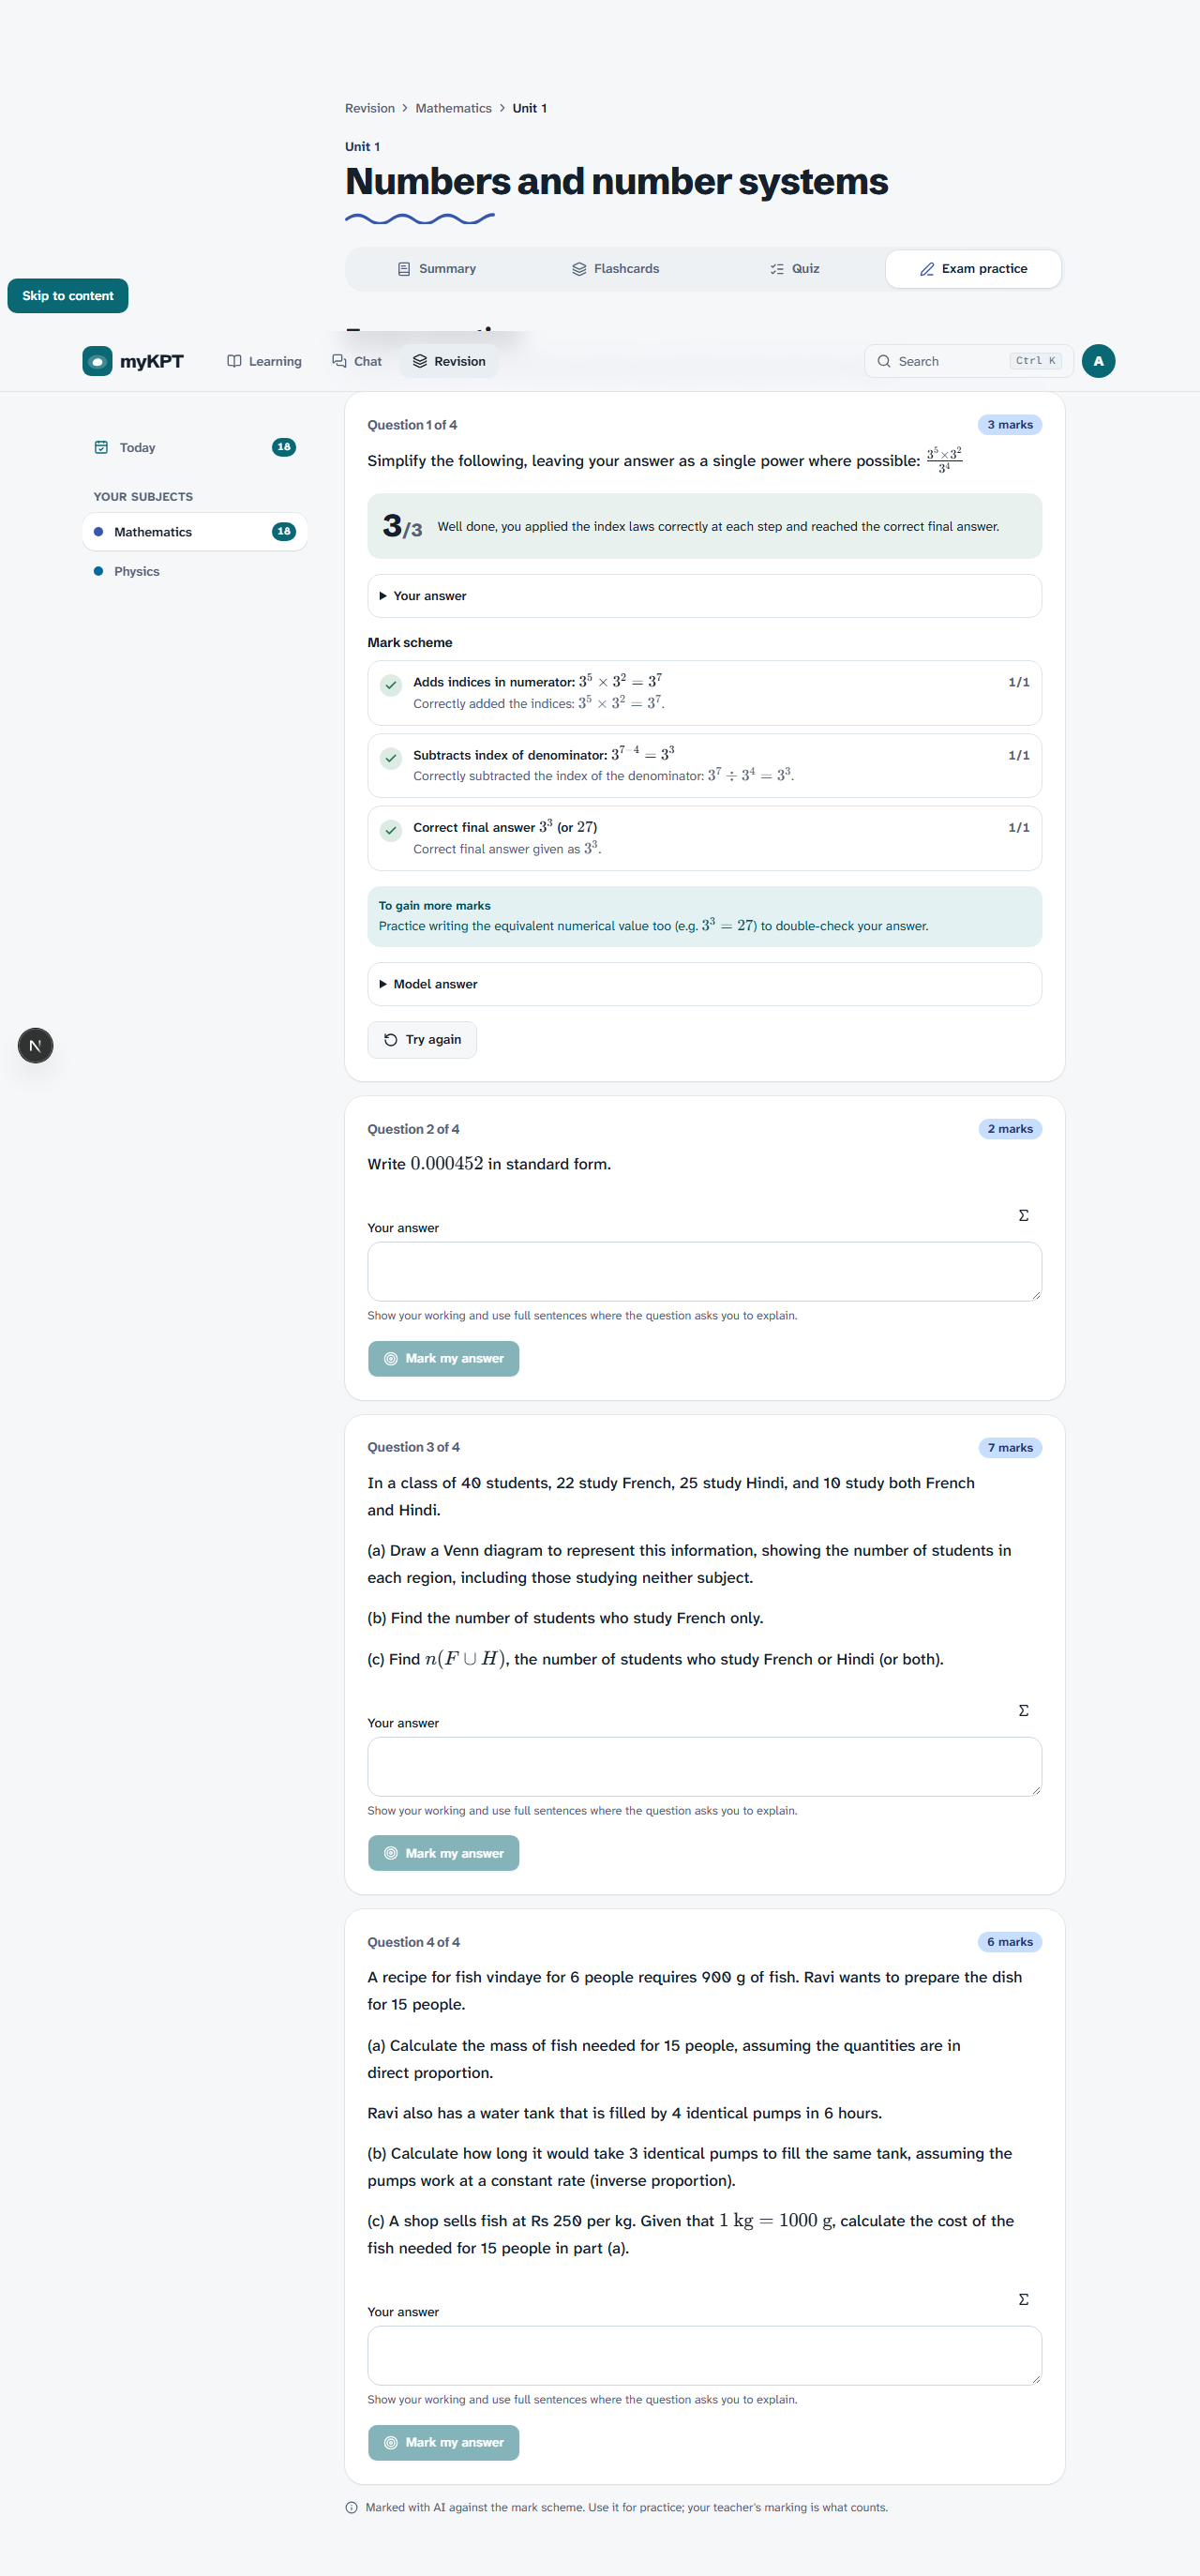 Revision > Mathematics > Unit 1
Unit 1
Numbers and number systems
Summary
Flashcards
Quiz
Exam practice
Skip to content
myKPT
Learning
Chat
Revision
Search
Ctrl K
A
Today 18
YOUR SUBJECTS
Mathematics 18
Physics
N
Question 1 of 4
3 marks
Simplify the following, leaving your answer as a single power where possible: 3⁵×3²/3⁴
3/3 Well done, you applied the index laws correctly at each step and reached the correct final answer.
Your answer
Mark scheme
Adds indices in numerator: 3⁵ × 3² = 3⁷ 1/1
Correctly added the indices: 3⁵ × 3² = 3⁷.
Subtracts index of denominator: 3⁷⁻⁴ = 3³ 1/1
Correctly subtracted the index of the denominator: 3⁷ ÷ 3⁴ = 3³.
Correct final answer 3³ (or 27) 1/1
Correct final answer given as 3³.
To gain more marks
Practice writing the equivalent numerical value too (e.g. 3³ = 27) to double-check your answer.
Model answer
Try again
Question 2 of 4
2 marks
Write 0.000452 in standard form.
Σ
Your answer
Show your working and use full sentences where the question asks you to explain.
Mark my answer
Question 3 of 4
7 marks
In a class of 40 students, 22 study French, 25 study Hindi, and 10 study both French
and Hindi.
(a) Draw a Venn diagram to represent this information, showing the number of students in
each region, including those studying neither subject.
(b) Find the number of students who study French only.
(c) Find n(F ∪ H), the number of students who study French or Hindi (or both).
Σ
Your answer
Show your working and use full sentences where the question asks you to explain.
Mark my answer
Question 4 of 4
6 marks
A recipe for fish vindaye for 6 people requires 900 g of fish. Ravi wants to prepare the dish
for 15 people.
(a) Calculate the mass of fish needed for 15 people, assuming the quantities are in
direct proportion.
Ravi also has a water tank that is filled by 4 identical pumps in 6 hours.
(b) Calculate how long it would take 3 identical pumps to fill the same tank, assuming the
pumps work at a constant rate (inverse proportion).
(c) A shop sells fish at Rs 250 per kg. Given that 1 kg = 1000 g, calculate the cost of the
fish needed for 15 people in part (a).
Σ
Your answer
Show your working and use full sentences where the question asks you to explain.
Mark my answer
Marked with AI against the mark scheme. Use it for practice; your teacher's marking is what counts.